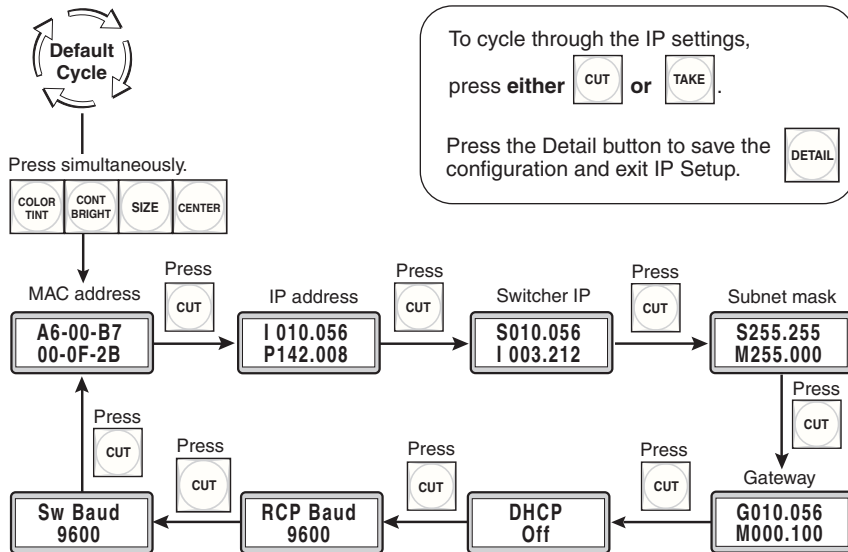 Default
Cycle
To cycle through the IP settings,
press either CUT or TAKE .
Press the Detail button to save the
configuration and exit IP Setup.
DETAIL
Press simultaneously.
COLOR
TINT
CONT
BRIGHT
SIZE
CENTER
MAC address
A6-00-B7
00-0F-2B
Press
CUT
IP address
I 010.056
P142.008
Press
CUT
Switcher IP
S010.056
I 003.212
Press
CUT
Subnet mask
S255.255
M255.000
Press
CUT
Gateway
G010.056
M000.100
Press
CUT
DHCP
Off
Press
CUT
RCP Baud
9600
Press
CUT
Sw Baud
9600
Press
CUT